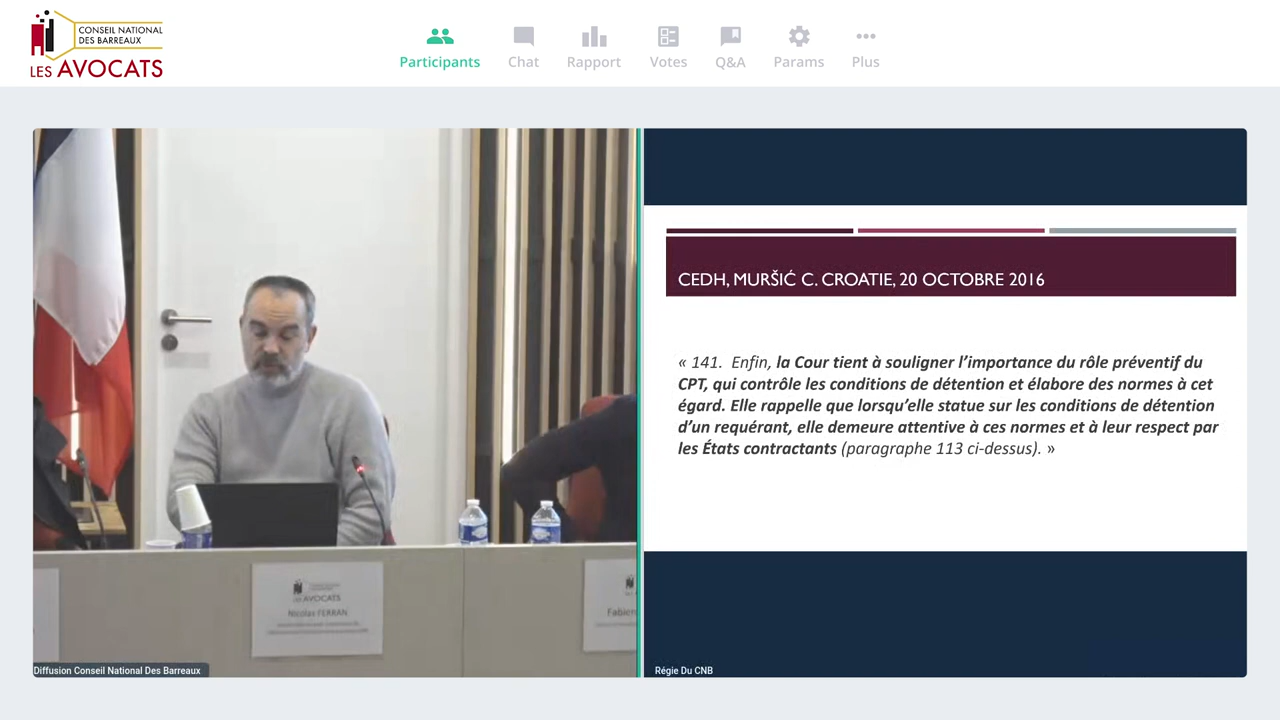 CONSEIL NATIONAL
DES BARREAUX
LES AVOCATS
Participants
Chat
Rapport
Votes
Q&A
Params
Plus
CEDH, MURŠIĆ C. CROATIE, 20 OCTOBRE 2016
« 141. Enfin, la Cour tient à souligner l’importance du rôle préventif du
CPT, qui contrôle les conditions de détention et élabore des normes à cet
égard. Elle rappelle que lorsqu’elle statue sur les conditions de détention
d’un requérant, elle demeure attentive à ces normes et à leur respect par
les États contractants (paragraphe 113 ci-dessus). »
LES AVOCATS
Nicolas FERRAN
Diffusion Conseil National Des Barreaux
Régie Du CNB